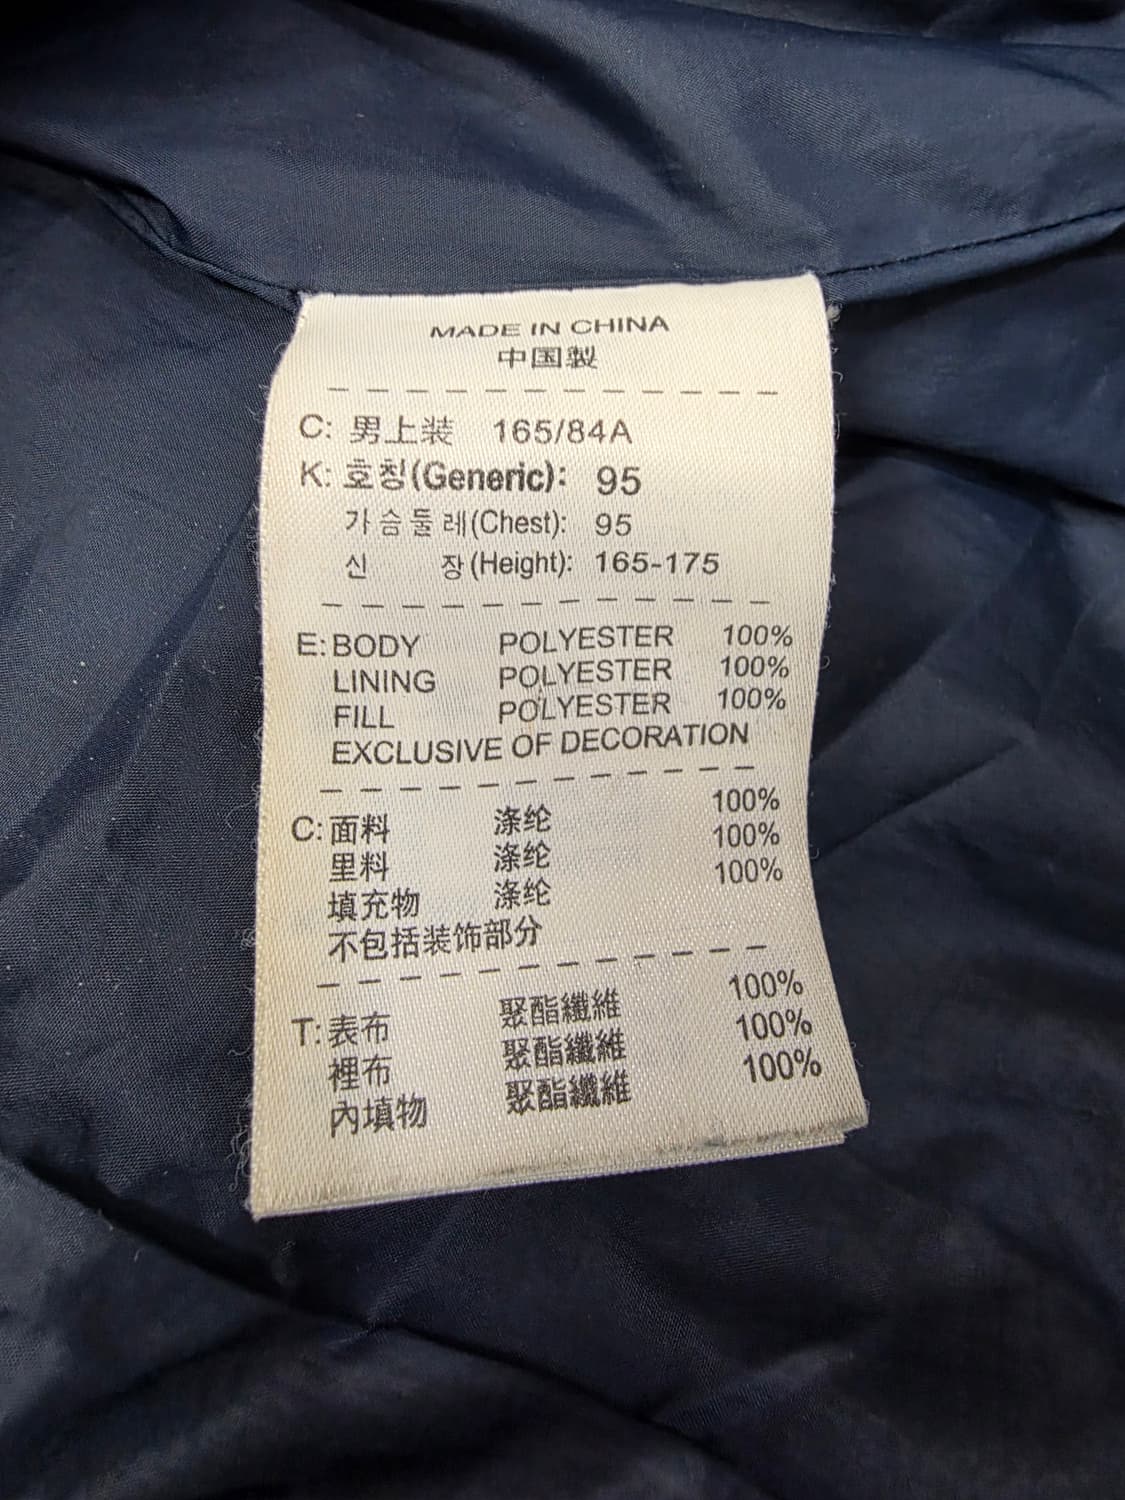 MADE IN CHINA
中国製
C: 男上装 165/84A
K: 호칭(Generic): 95
가슴둘레(Chest): 95
신 장(Height): 165-175
E: BODY POLYESTER 100%
LINING POLYESTER 100%
FILL POLYESTER 100%
EXCLUSIVE OF DECORATION
C: 面料 涤纶 100%
里料 涤纶 100%
填充物 涤纶 100%
不包括装饰部分
T: 表布 聚酯纖維 100%
裡布 聚酯纖維 100%
內填物 聚酯纖維 100%